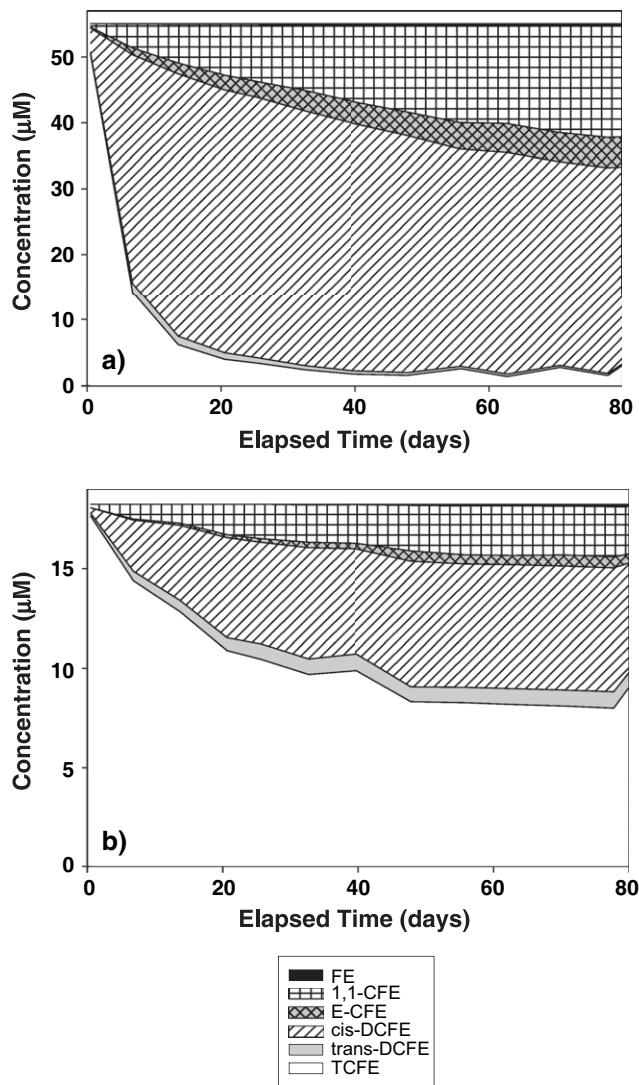 50
40
30
20
10
0
Concentration (µM)
a)
0 20 40 60 80
Elapsed Time (days)
15
10
5
0
Concentration (µM)
b)
0 20 40 60 80
Elapsed Time (days)
FE
1,1-CFE
E-CFE
cis-DCFE
trans-DCFE
TCFE